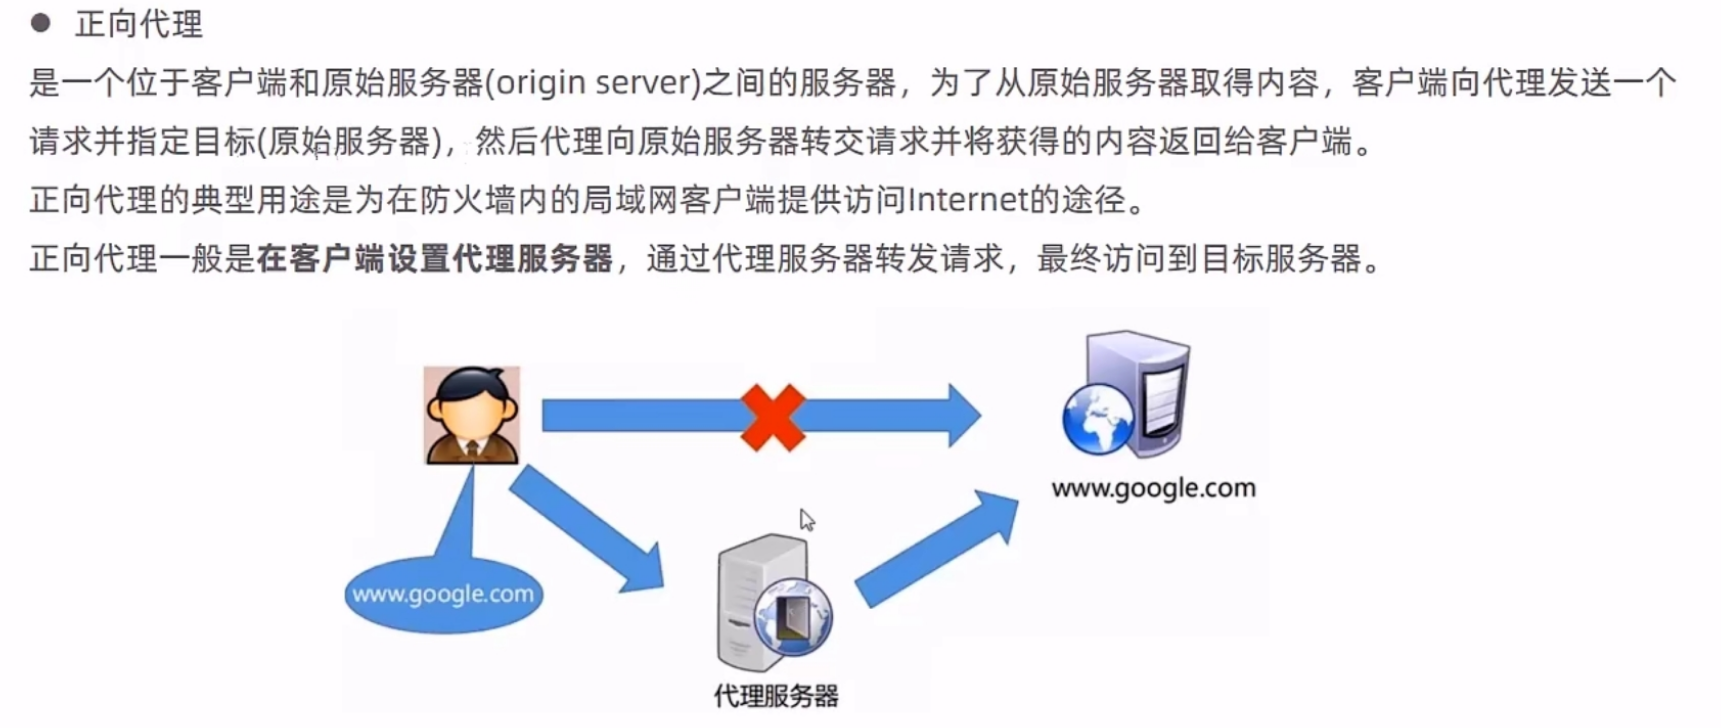 ● 正向代理
是一个位于客户端和原始服务器(origin server)之间的服务器，为了从原始服务器取得内容，客户端向代理发送一个
请求并指定目标(原始服务器)，然后代理向原始服务器转交请求并将获得的内容返回给客户端。
正向代理的典型用途是为在防火墙内的局域网客户端提供访问Internet的途径。
正向代理一般是在客户端设置代理服务器，通过代理服务器转发请求，最终访问到目标服务器。
www.google.com
www.google.com
代理服务器